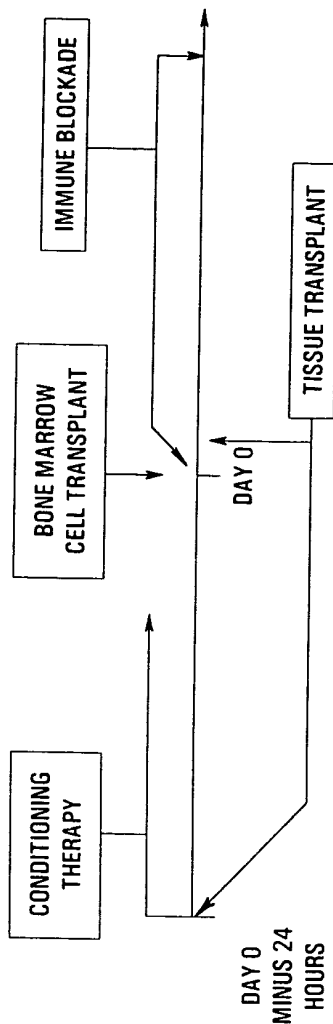 CONDITIONING
THERAPY
BONE MARROW
CELL TRANSPLANT
IMMUNE BLOCKADE
DAY 0
MINUS 24
HOURS
DAY 0
TISSUE TRANSPLANT